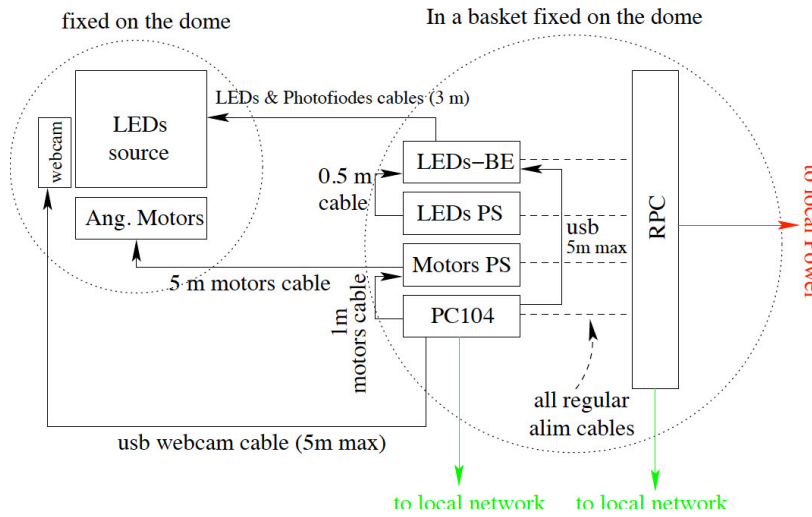 fixed on the dome
In a basket fixed on the dome
LEDs & Photofiodes cables (3 m)
webcam
LEDs
source
Ang. Motors
LEDs−BE
0.5 m
cable
LEDs PS
usb
5m max
Motors PS
5 m motors cable
1m
motors cable
PC104
RPC
to local Power
all regular
alim cables
usb webcam cable (5m max)
to local network
to local network